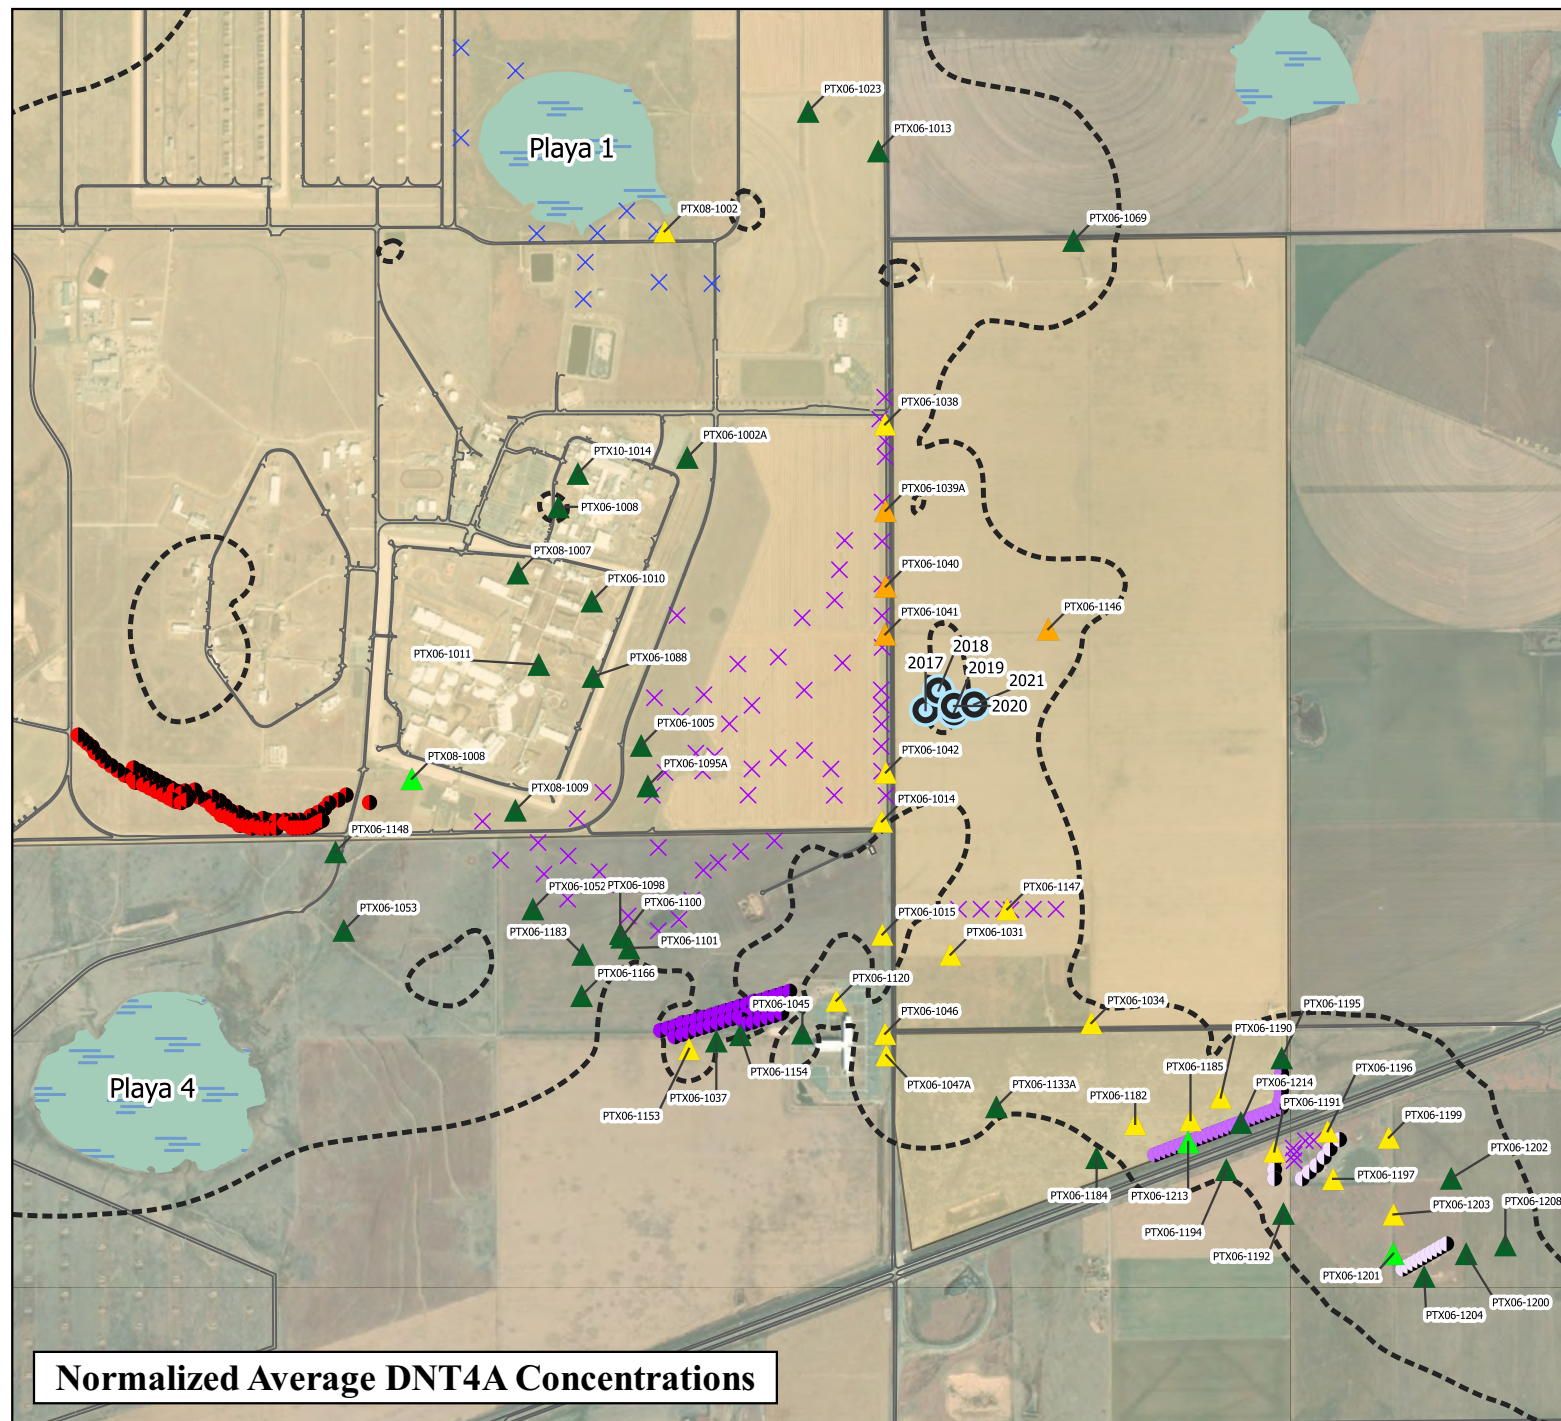 PTX06-1023
PTX06-1013
Playa 1
PTX08-1002
PTX06-1069
PTX06-1038
PTX06-1002A
PTX10-1014
PTX06-1039A
PTX06-1008
PTX08-1007
PTX06-1040
PTX06-1010
PTX06-1041
PTX06-1146
PTX06-1011
PTX06-1088
2018
2017
2019
2021
2020
PTX06-1005
PTX06-1042
PTX08-1008
PTX06-1095A
PTX08-1009
PTX06-1014
PTX06-1148
PTX06-1052
PTX06-1098
PTX06-1147
PTX06-1100
PTX06-1053
PTX06-1015
PTX06-1183
PTX06-1101
PTX06-1031
PTX06-1166
PTX06-1120
PTX06-1045
PTX06-1195
PTX06-1034
PTX06-1046
PTX06-1190
PTX06-1185
PTX06-1196
PTX06-1154
PTX06-1214
PTX06-1047A
PTX06-1133A
Playa 4
PTX06-1037
PTX06-1182
PTX06-1191
PTX06-1153
PTX06-1199
PTX06-1202
PTX06-1197
PTX06-1184
PTX06-1213
PTX06-1203
PTX06-1208
PTX06-1194
PTX06-1192
PTX06-1201
PTX06-1200
PTX06-1204
Normalized Average DNT4A Concentrations